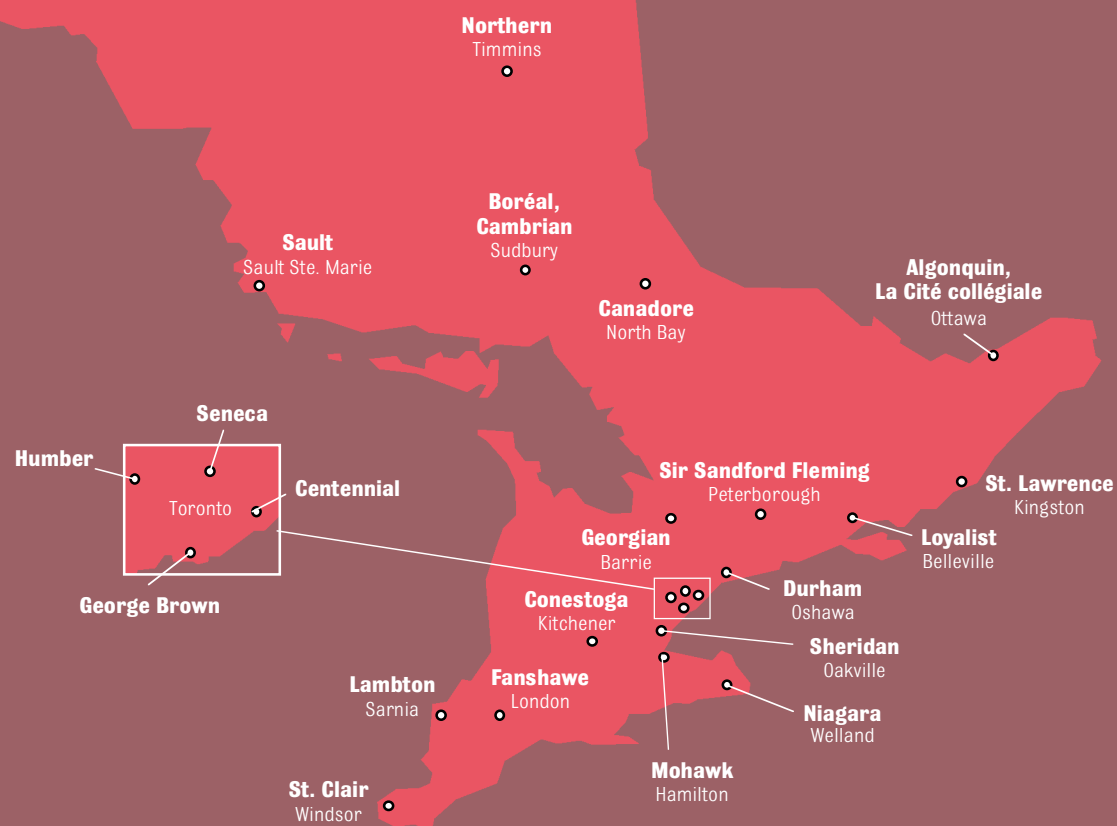 Northern
Timmins
Boréal,
Cambrian
Sudbury
Sault
Sault Ste. Marie
Canadore
North Bay
Algonquin,
La Cité collégiale
Ottawa
Seneca
Humber
Centennial
Toronto
George Brown
Sir Sandford Fleming
Peterborough
St. Lawrence
Kingston
Georgian
Barrie
Loyalist
Belleville
Durham
Oshawa
Conestoga
Kitchener
Sheridan
Oakville
Lambton
Sarnia
Fanshawe
London
Niagara
Welland
Mohawk
Hamilton
St. Clair
Windsor